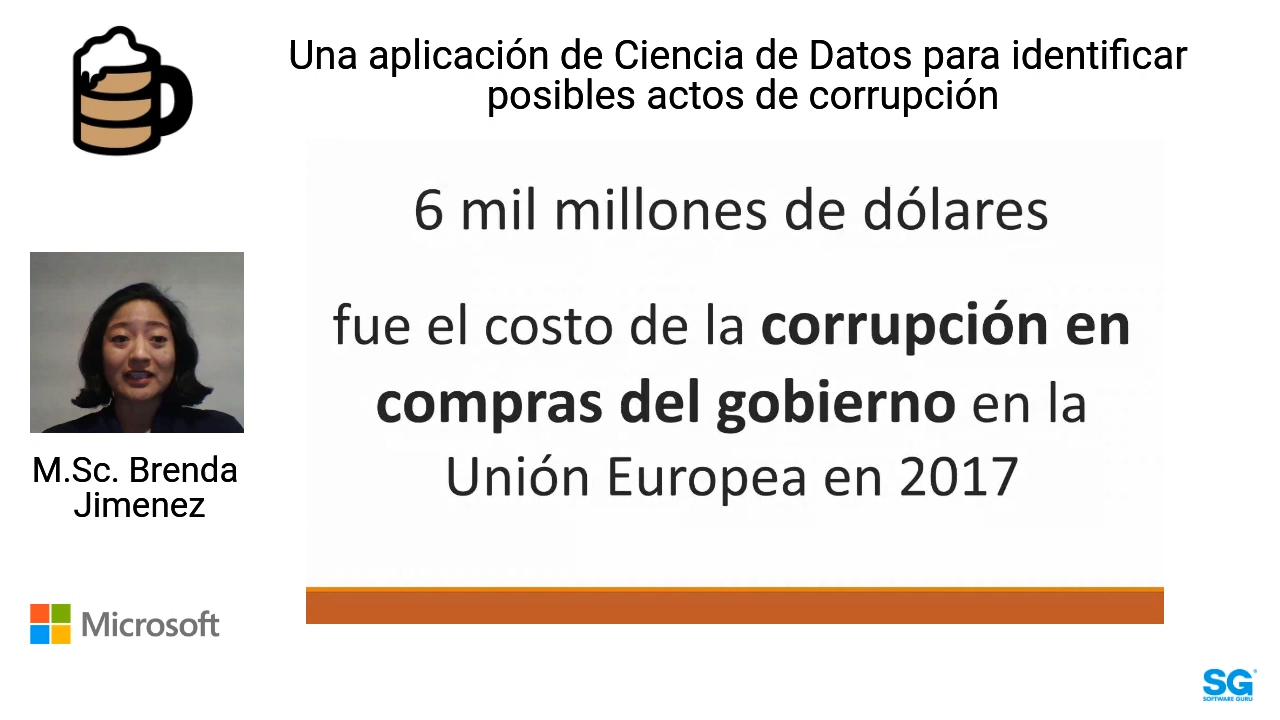 Una aplicación de Ciencia de Datos para identificar
posibles actos de corrupción
6 mil millones de dólares
fue el costo de la corrupción en
compras del gobierno en la
Unión Europea en 2017
M.Sc. Brenda
Jimenez
Microsoft
SG
SOFTWARE GURU